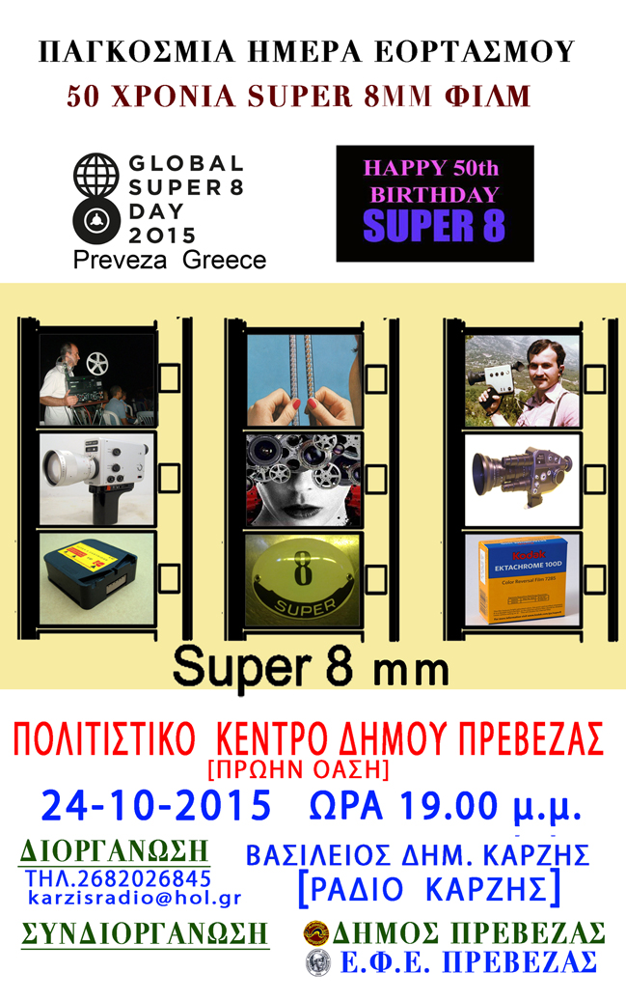 ΠΑΓΚΟΣΜΙΑ ΗΜΕΡΑ ΕΟΡΤΑΣΜΟΥ
50 ΧΡΟΝΙΑ SUPER 8MM ΦΙΛΜ
GLOBAL
SUPER 8
DAY
2015
Preveza Greece
HAPPY 50th
BIRTHDAY
SUPER 8
8
SUPER
Kodak
EKTACHROME 100D
Color Reversal Film 7285
Super 8 mm
ΠΟΛΙΤΙΣΤΙΚΟ ΚΕΝΤΡΟ ΔΗΜΟΥ ΠΡΕΒΕΖΑΣ
[ΠΡΩΗΝ ΟΑΣΗ]
24-10-2015 ΩΡΑ 19.00 μ.μ.
ΔΙΟΡΓΑΝΩΣΗ ΒΑΣΙΛΕΙΟΣ ΔΗΜ. ΚΑΡΖΗΣ
ΤΗΛ.2682026845 [ΡΑΔΙΟ ΚΑΡΖΗΣ]
karzisradio@hol.gr
ΣΥΝΔΙΟΡΓΑΝΩΣΗ ΔΗΜΟΣ ΠΡΕΒΕΖΑΣ
Ε.Φ.Ε. ΠΡΕΒΕΖΑΣ